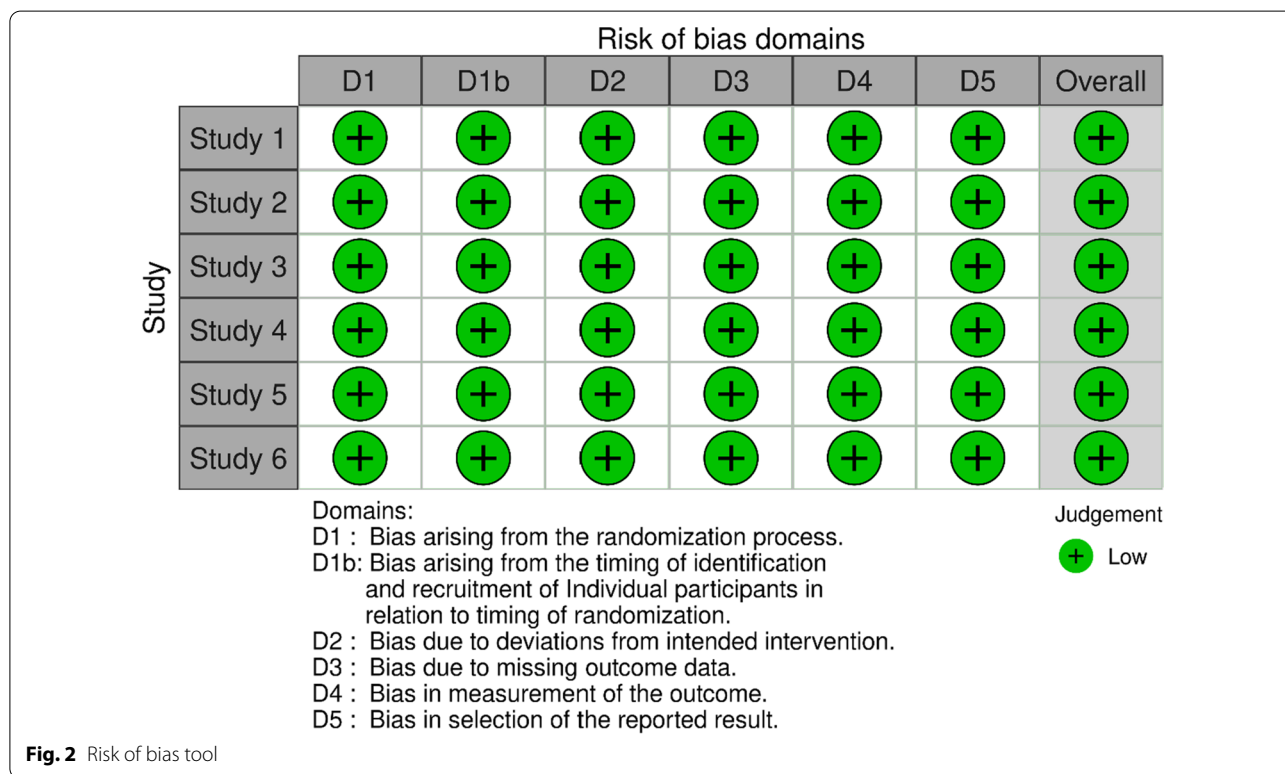 Risk of bias domains
D1 D1b D2 D3 D4 D5 Overall
Study
Study 1 + + + + + + +
Study 2 + + + + + + +
Study 3 + + + + + + +
Study 4 + + + + + + +
Study 5 + + + + + + +
Study 6 + + + + + + +
Domains:
D1 : Bias arising from the randomization process.
D1b: Bias arising from the timing of identification
and recruitment of Individual participants in
relation to timing of randomization.
D2 : Bias due to deviations from intended intervention.
D3 : Bias due to missing outcome data.
D4 : Bias in measurement of the outcome.
D5 : Bias in selection of the reported result.
Judgement
+ Low
Fig. 2 Risk of bias tool